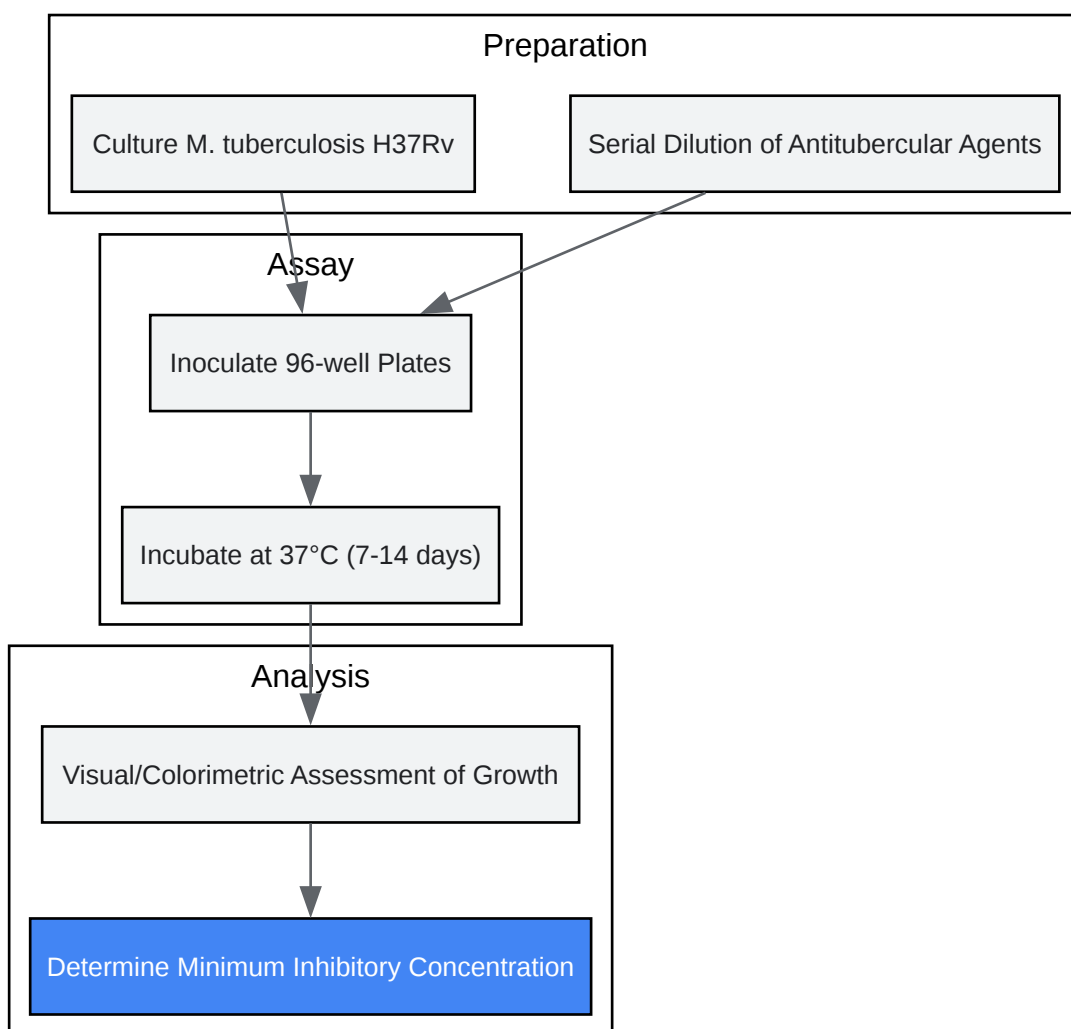 Preparation
Culture M. tuberculosis H37Rv
Serial Dilution of Antitubercular Agents
Assay
Inoculate 96-well Plates
Incubate at 37°C (7-14 days)
Analysis
Visual/Colorimetric Assessment of Growth
Determine Minimum Inhibitory Concentration